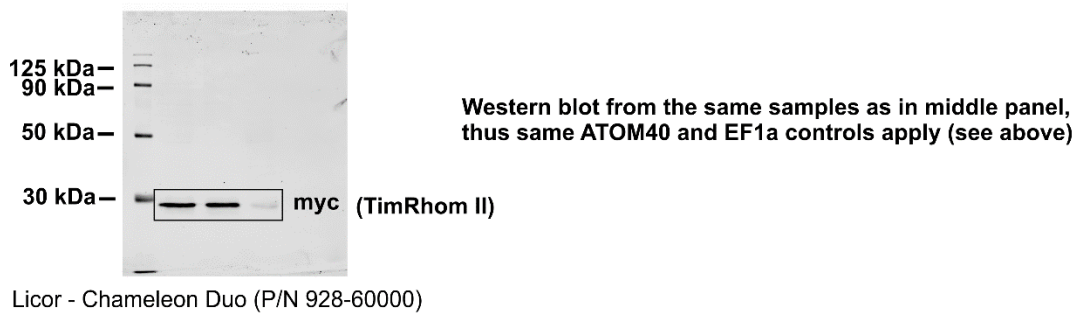 125 kDa
90 kDa
50 kDa
30 kDa
myc (TimRhom II)
Western blot from the same samples as in middle panel,
thus same ATOM40 and EF1a controls apply (see above)
Licor - Chameleon Duo (P/N 928-60000)